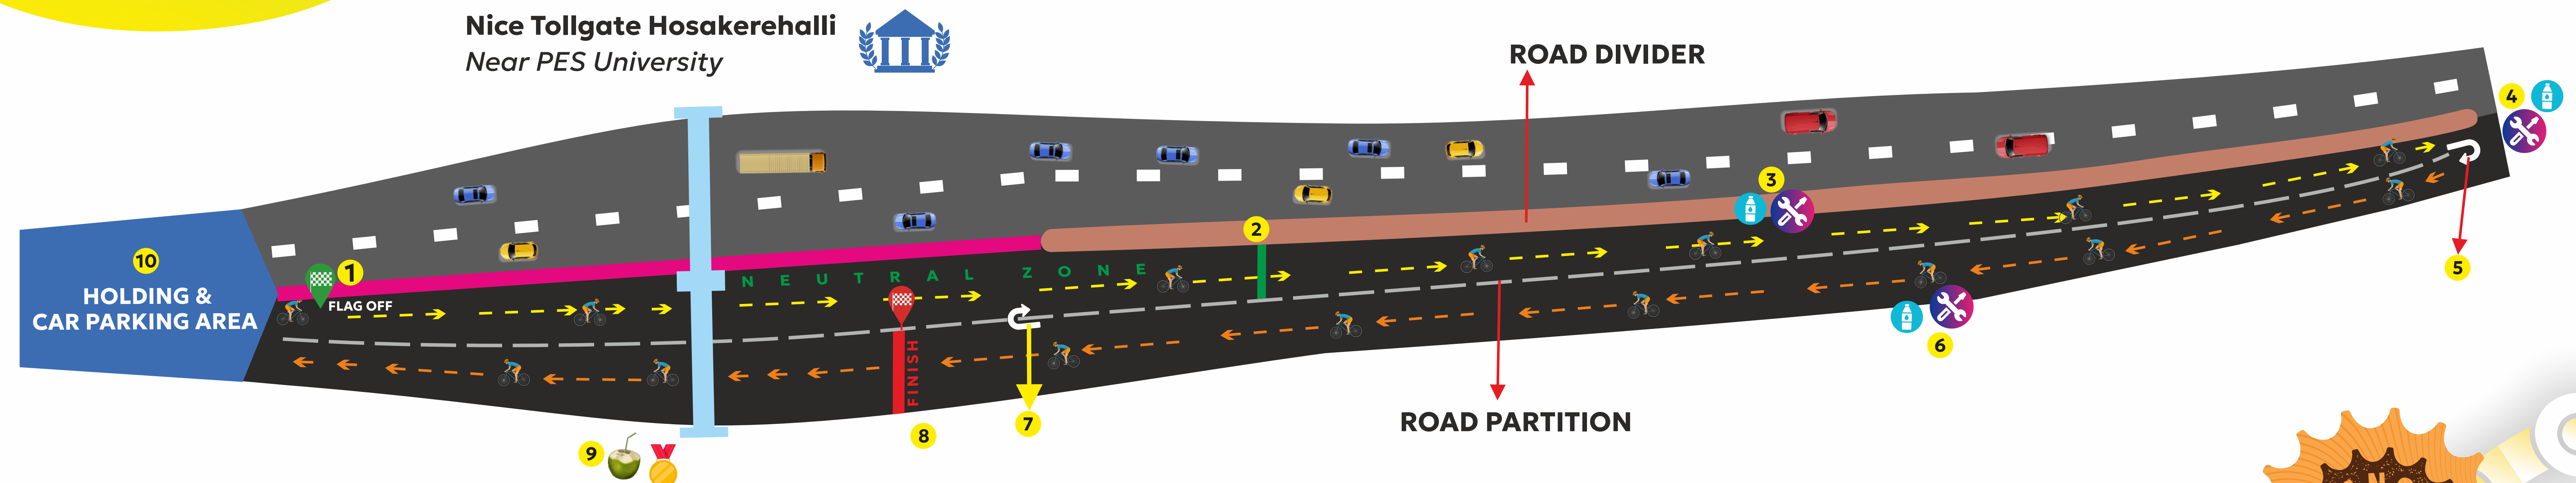 Nice Tollgate Hosakerehalli
Near PES University
ROAD DIVIDER
4
3
2
10
HOLDING &
CAR PARKING AREA
1
FLAG OFF
NEUTRAL ZONE
5
FINISH
6
7
8
ROAD PARTITION
9